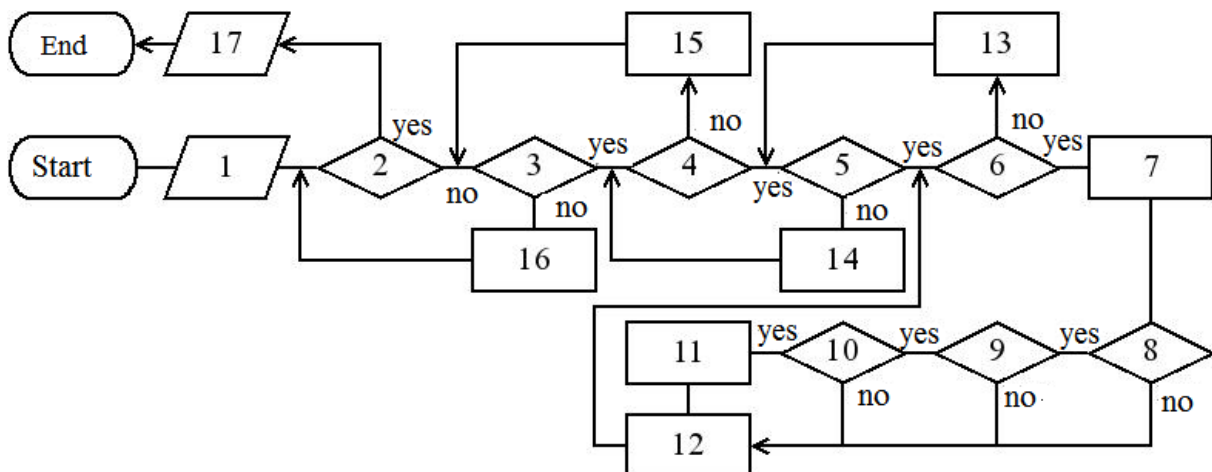 End 17 15 13
yes no no yes
Start 1 2 3 yes 4 5 yes 6 7
no no yes no
16 14
11 yes 10 yes 9 yes 8
no no no
12